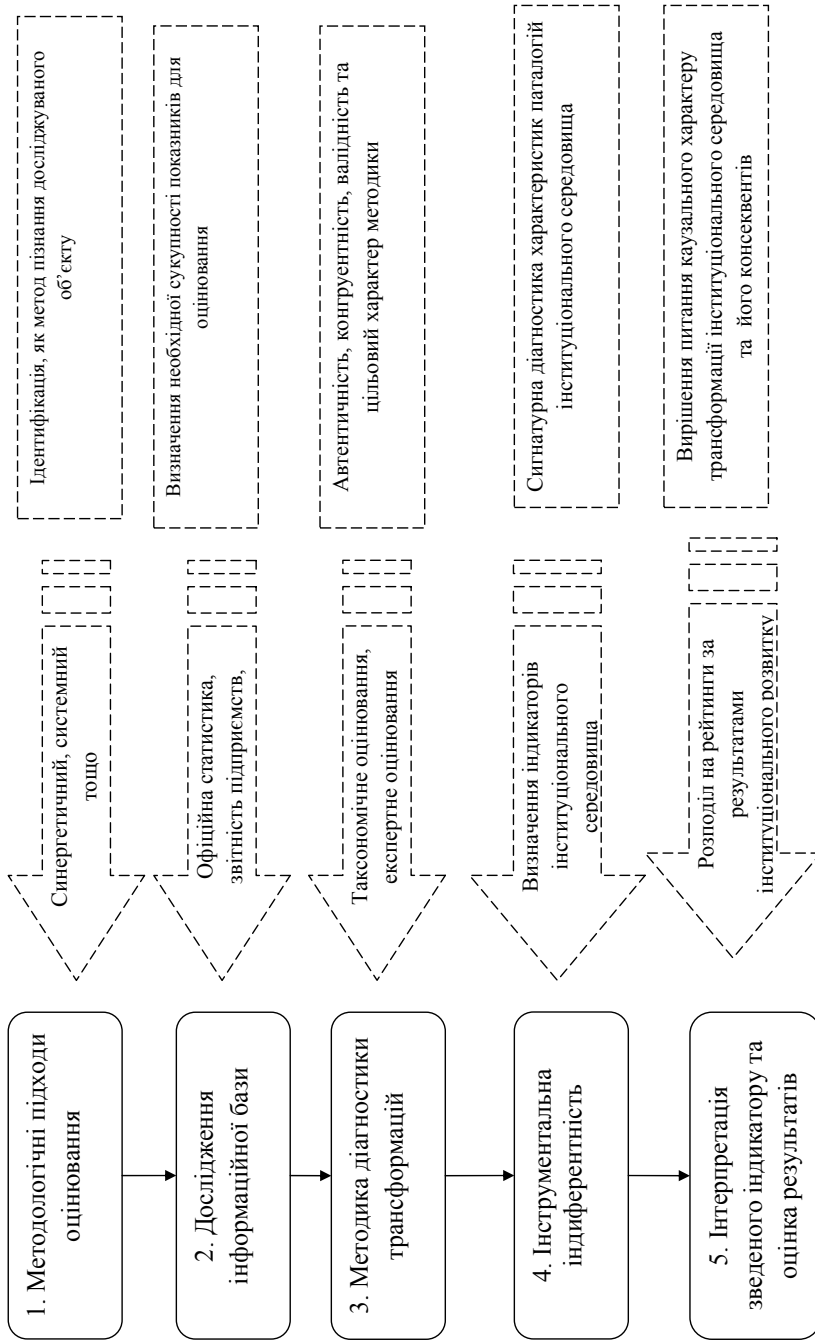 1. Методологічні підходи
оцінювання
Синергетичний, системний
тощо
Ідентифікація, як метод пізнання досліджуваного
об’єкту
2. Дослідження
інформаційної бази
Офіційна статистика,
звітність підприємств,
Визначення необхідної сукупності показників для
оцінювання
3. Методика діагностики
трансформацій
Таксономічне оцінювання,
експертне оцінювання
Автентичність, конгруентність, валідність та
цільовий характер методики
4. Інструментальна
індиферентність
Визначення індикаторів
інституціонального
середовища
Сигнатурна діагностика характеристик паталогій
інституціонального середовища
5. Інтерпретація
зведеного індикатору та
оцінка результатів
Розподіл на рейтинги за
результатами
інституціонального розвитку
Вирішення питання каузального характеру
трансформації інституціонального середовища
та його консеквентів